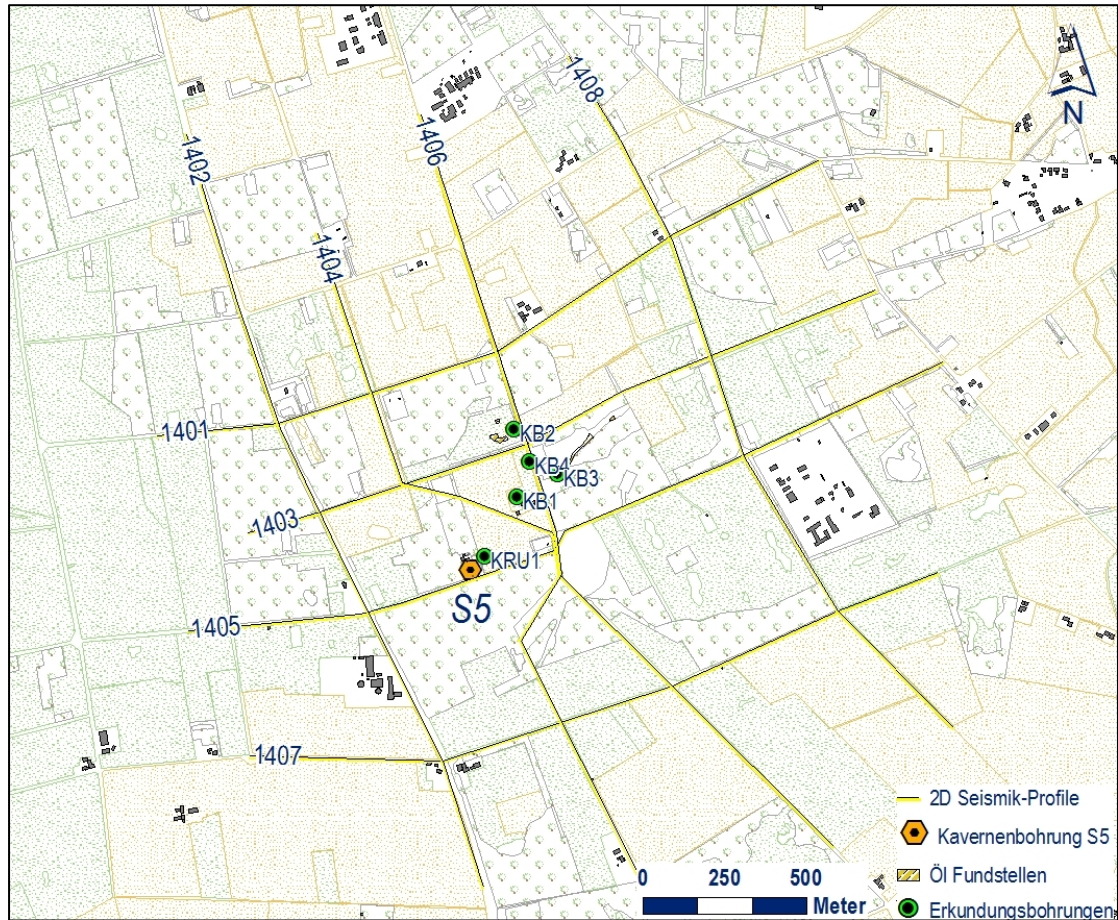 1408
1406
1402
N
1404
1401
KB2
KB4
KB3
KB1
1403
KRU1
S5
1405
1407
2D Seismik-Profile
Kavernenbohrung S5
Öl Fundstellen
Erkundungsbohrungen
0 250 500
Meter